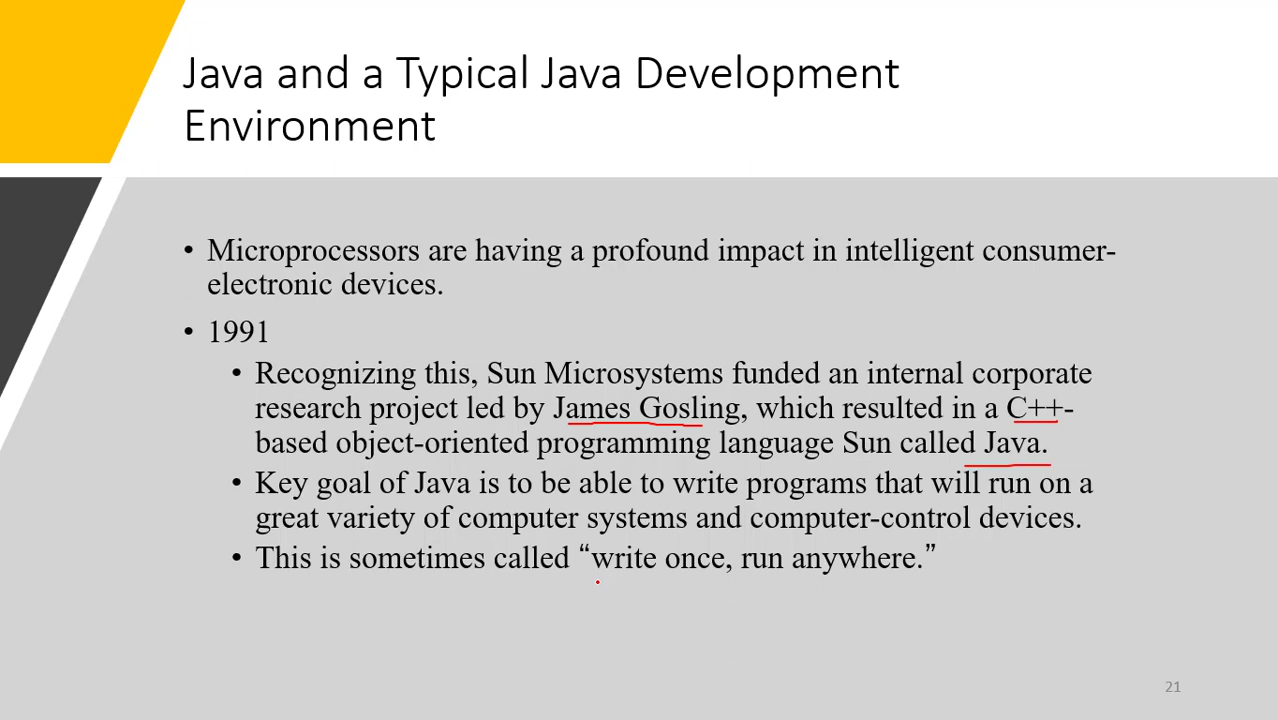 Java and a Typical Java Development
Environment
• Microprocessors are having a profound impact in intelligent consumer-
electronic devices.
• 1991
• Recognizing this, Sun Microsystems funded an internal corporate
research project led by James Gosling, which resulted in a C++-
based object-oriented programming language Sun called Java.
• Key goal of Java is to be able to write programs that will run on a
great variety of computer systems and computer-control devices.
• This is sometimes called “write once, run anywhere.”
21